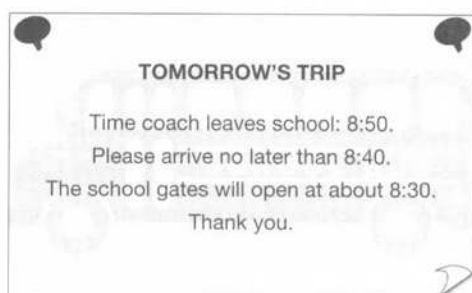 TOMORROW'S TRIP
Time coach leaves school: 8:50.
Please arrive no later than 8:40.
The school gates will open at about 8:30.
Thank you.